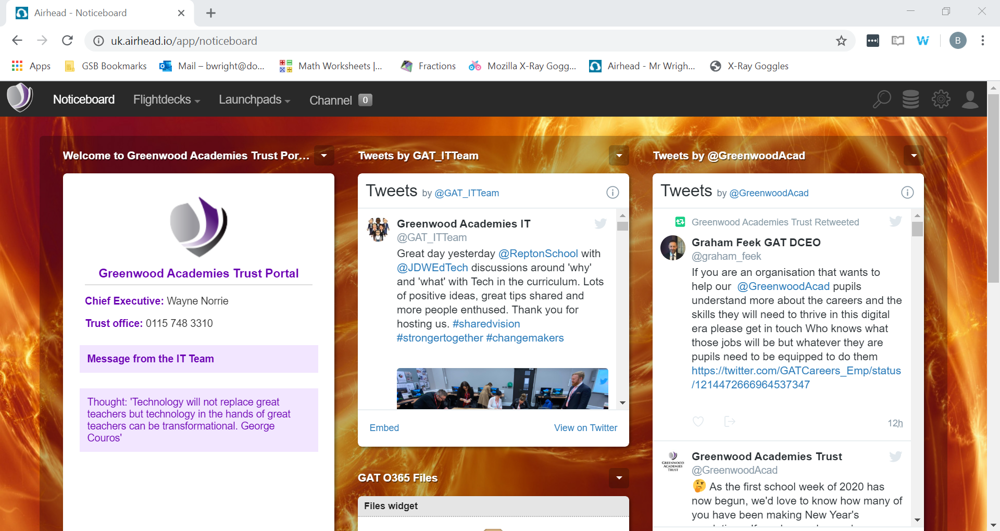 Airhead - Noticeboard
uk.airhead.io/app/noticeboard
B
Apps
GSB Bookmarks
Mail – bwright@do...
Math Worksheets |...
Fractions
Mozilla X-Ray Gogg...
Airhead - Mr Wrigh...
X-Ray Goggles
Noticeboard
Flightdecks
Launchpads
Channel 0
Welcome to Greenwood Academies Trust Por...
Greenwood Academies Trust Portal
Chief Executive: Wayne Norrie
Trust office: 0115 748 3310
Message from the IT Team
Thought: 'Technology will not replace great
teachers but technology in the hands of great
teachers can be transformational. George
Couros'
Tweets by GAT_ITTeam
Tweets by @GAT_ITTeam
Greenwood Academies IT
@GAT_ITTeam
Great day yesterday @ReptonSchool with
@JDWEdTech discussions around 'why'
and 'what' with Tech in the curriculum. Lots
of positive ideas, great tips shared and
more people enthused. Thank you for
hosting us. #sharedvision
#strongertogether #changemakers
Embed
View on Twitter
GAT O365 Files
Files widget
Tweets by @GreenwoodAcad
Tweets by @GreenwoodAcad
Greenwood Academies Trust Retweeted
Graham Feek GAT DCEO
@graham_feek
If you are an organisation that wants to
help our @GreenwoodAcad pupils
understand more about the careers and the
skills they will need to thrive in this digital
era please get in touch Who knows what
those jobs will be but whatever they are
pupils need to be equipped to do them
https://twitter.com/GATCareers_Emp/status
/1214472666964537347
12h
GREENWOOD
ACADEMIES
TRUST
Greenwood Academies Trust
@GreenwoodAcad
🤔 As the first school week of 2020 has
now begun, we'd love to know how many of
you have been making New Year's